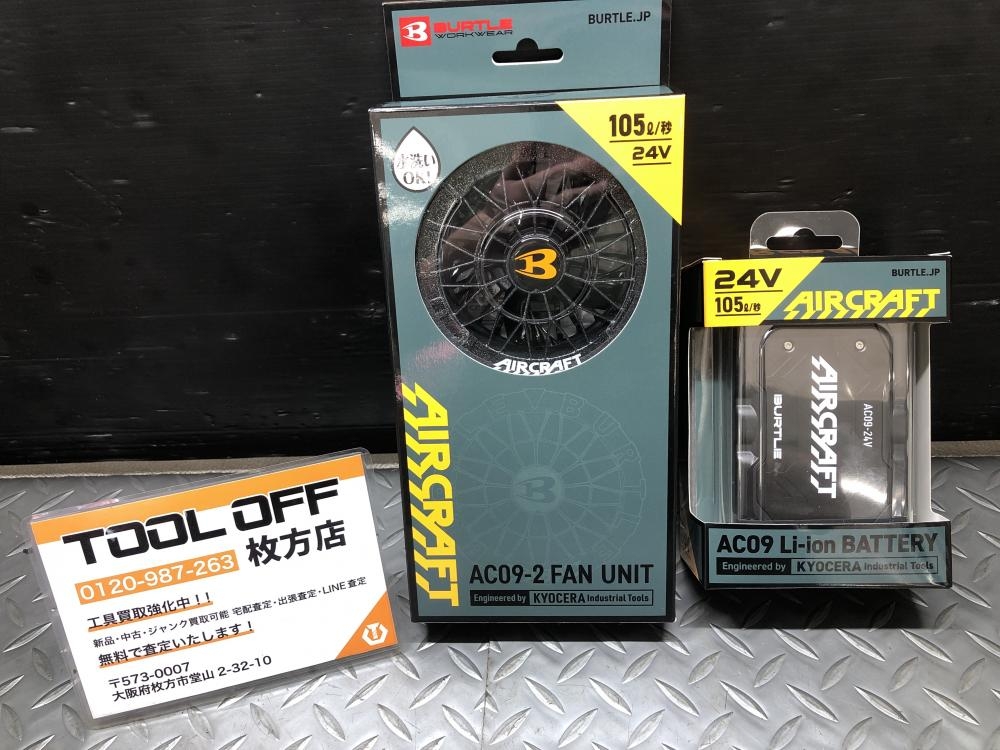 BURTLE
WORKWEAR
BURTLE.JP
水洗い
OK!
105ℓ/秒
24V
B
AIRCRAFT
AIRCRAFT
AC09-2 FAN UNIT
Engineered by KYOCERA Industrial Tools
24V
105ℓ/秒
BURTLE.JP
AIRCRAFT
AIRCRAFT
BURTLE
AC09-24V
AC09 Li-ion BATTERY
Engineered by KYOCERA Industrial Tools
TOOL OFF
0120-987-263 枚方店
工具買取強化中！！
新品・中古・ジャンク買取可能 宅配査定・出張査定・LINE査定
無料で査定いたします！
〒573-0007
大阪府枚方市堂山 2-32-10